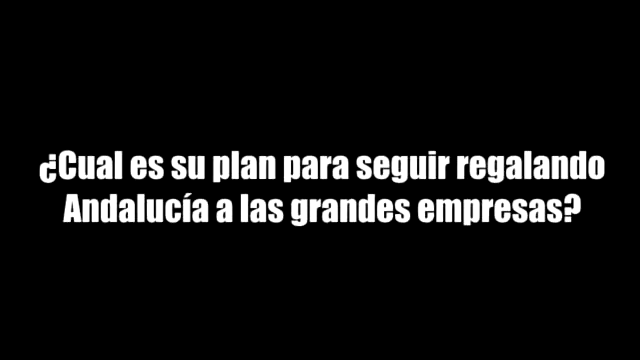 ¿Cual es su plan para seguir regalando
Andalucía a las grandes empresas?